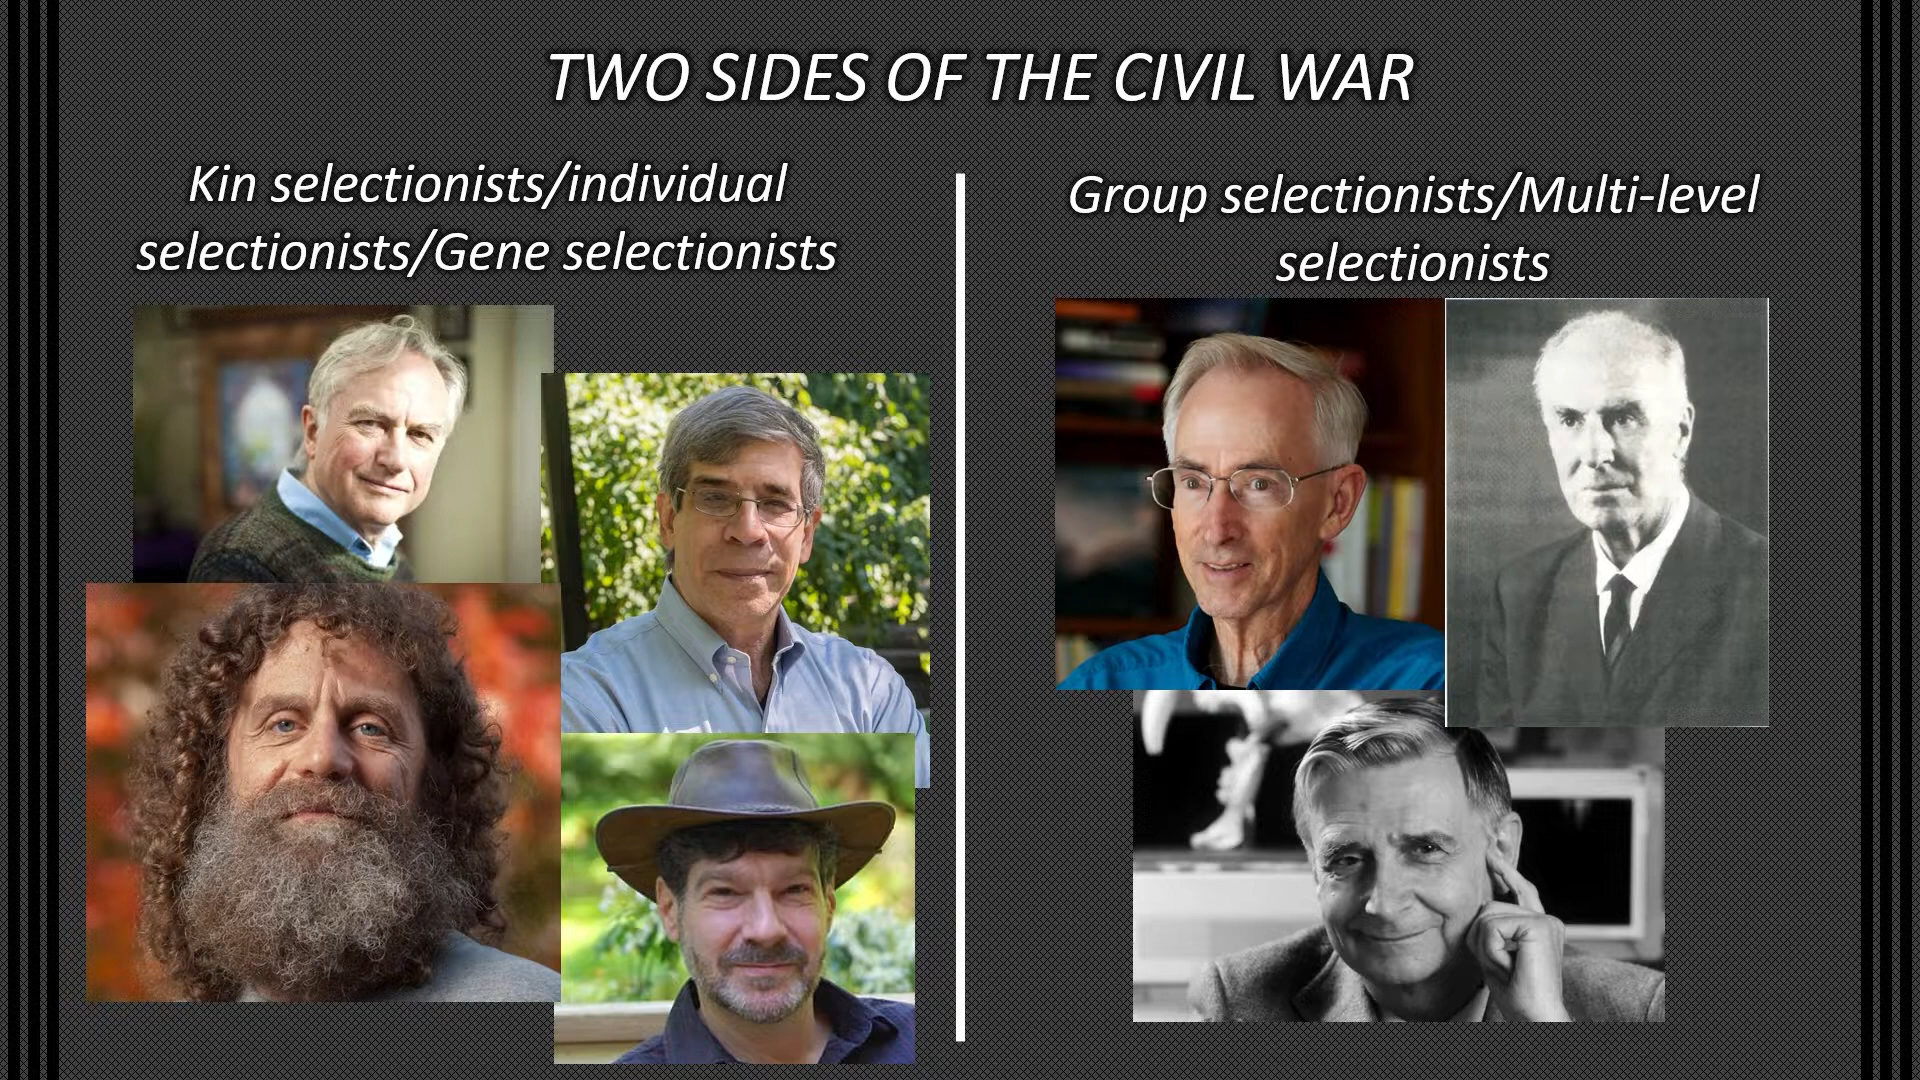 TWO SIDES OF THE CIVIL WAR
Kin selectionists/individual
selectionists/Gene selectionists
Group selectionists/Multi-level
selectionists